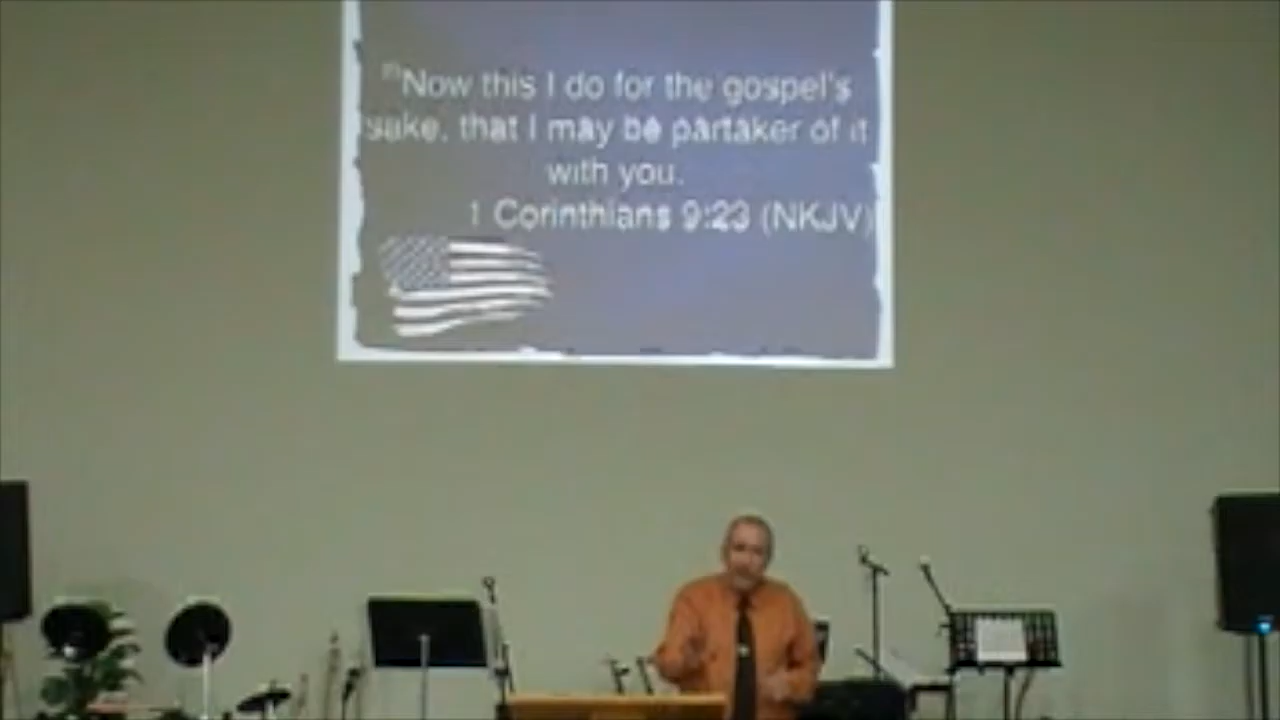 Now this I do for the gospel's
sake, that I may be partaker of it
with you.
1 Corinthians 9:23 (NKJV)